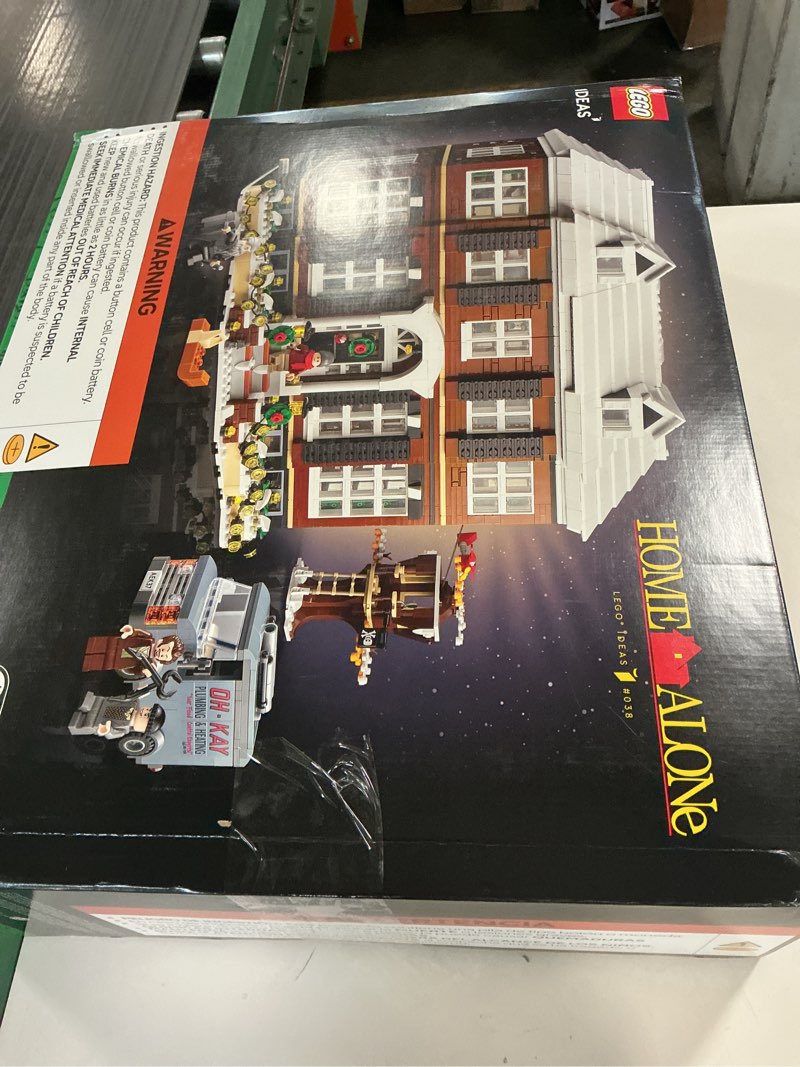 LEGO
IDEAS
HOME ALONe
LEGO® IDEAS #038
WARNING
INGESTION HAZARD: This product contains a button cell or coin battery.
DEATH or serious injury can occur if ingested.
swallowed button cell or coin battery can cause INTERNAL
CHEMICAL BURNS in as little as 2 HOURS.
KEEP new and used batteries OUT OF REACH OF CHILDREN.
SEEK IMMEDIATE MEDICAL ATTENTION if a battery is suspected to be
swallowed or inserted inside any part of the body.
OH-KAY
PLUMBING & HEATING
QUEMADURAS